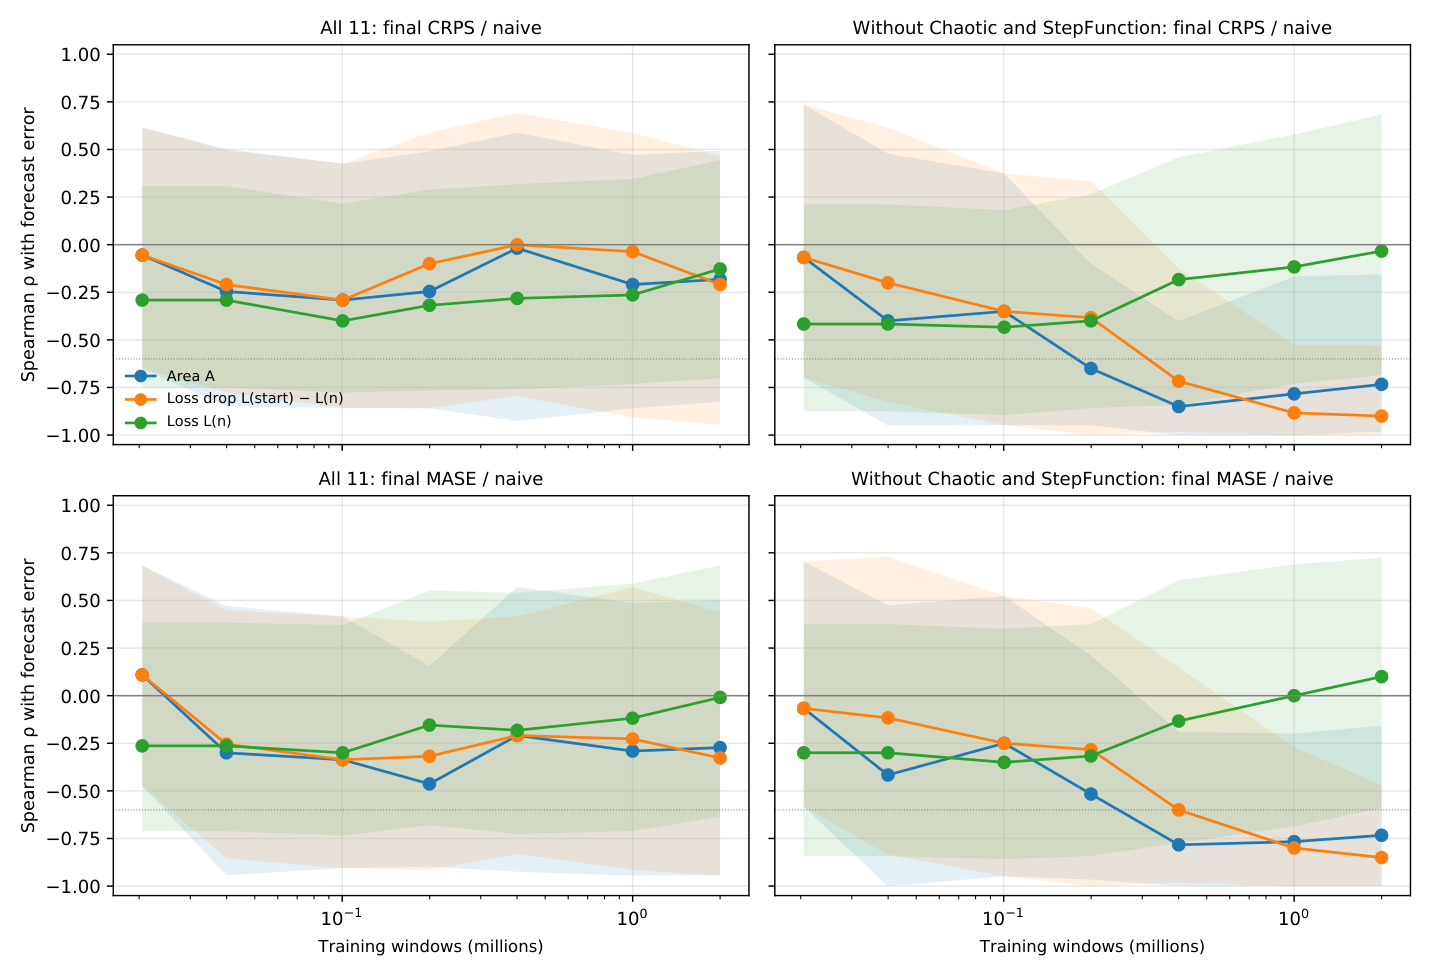 All 11: final CRPS / naive
Without Chaotic and StepFunction: final CRPS / naive
Spearman ρ with forecast error
1.00
0.75
0.50
0.25
0.00
−0.25
−0.50
−0.75
−1.00
Area A
Loss drop L(start) − L(n)
Loss L(n)
All 11: final MASE / naive
Without Chaotic and StepFunction: final MASE / naive
Spearman ρ with forecast error
1.00
0.75
0.50
0.25
0.00
−0.25
−0.50
−0.75
−1.00
10⁻¹
10⁰
10⁻¹
10⁰
Training windows (millions)
Training windows (millions)